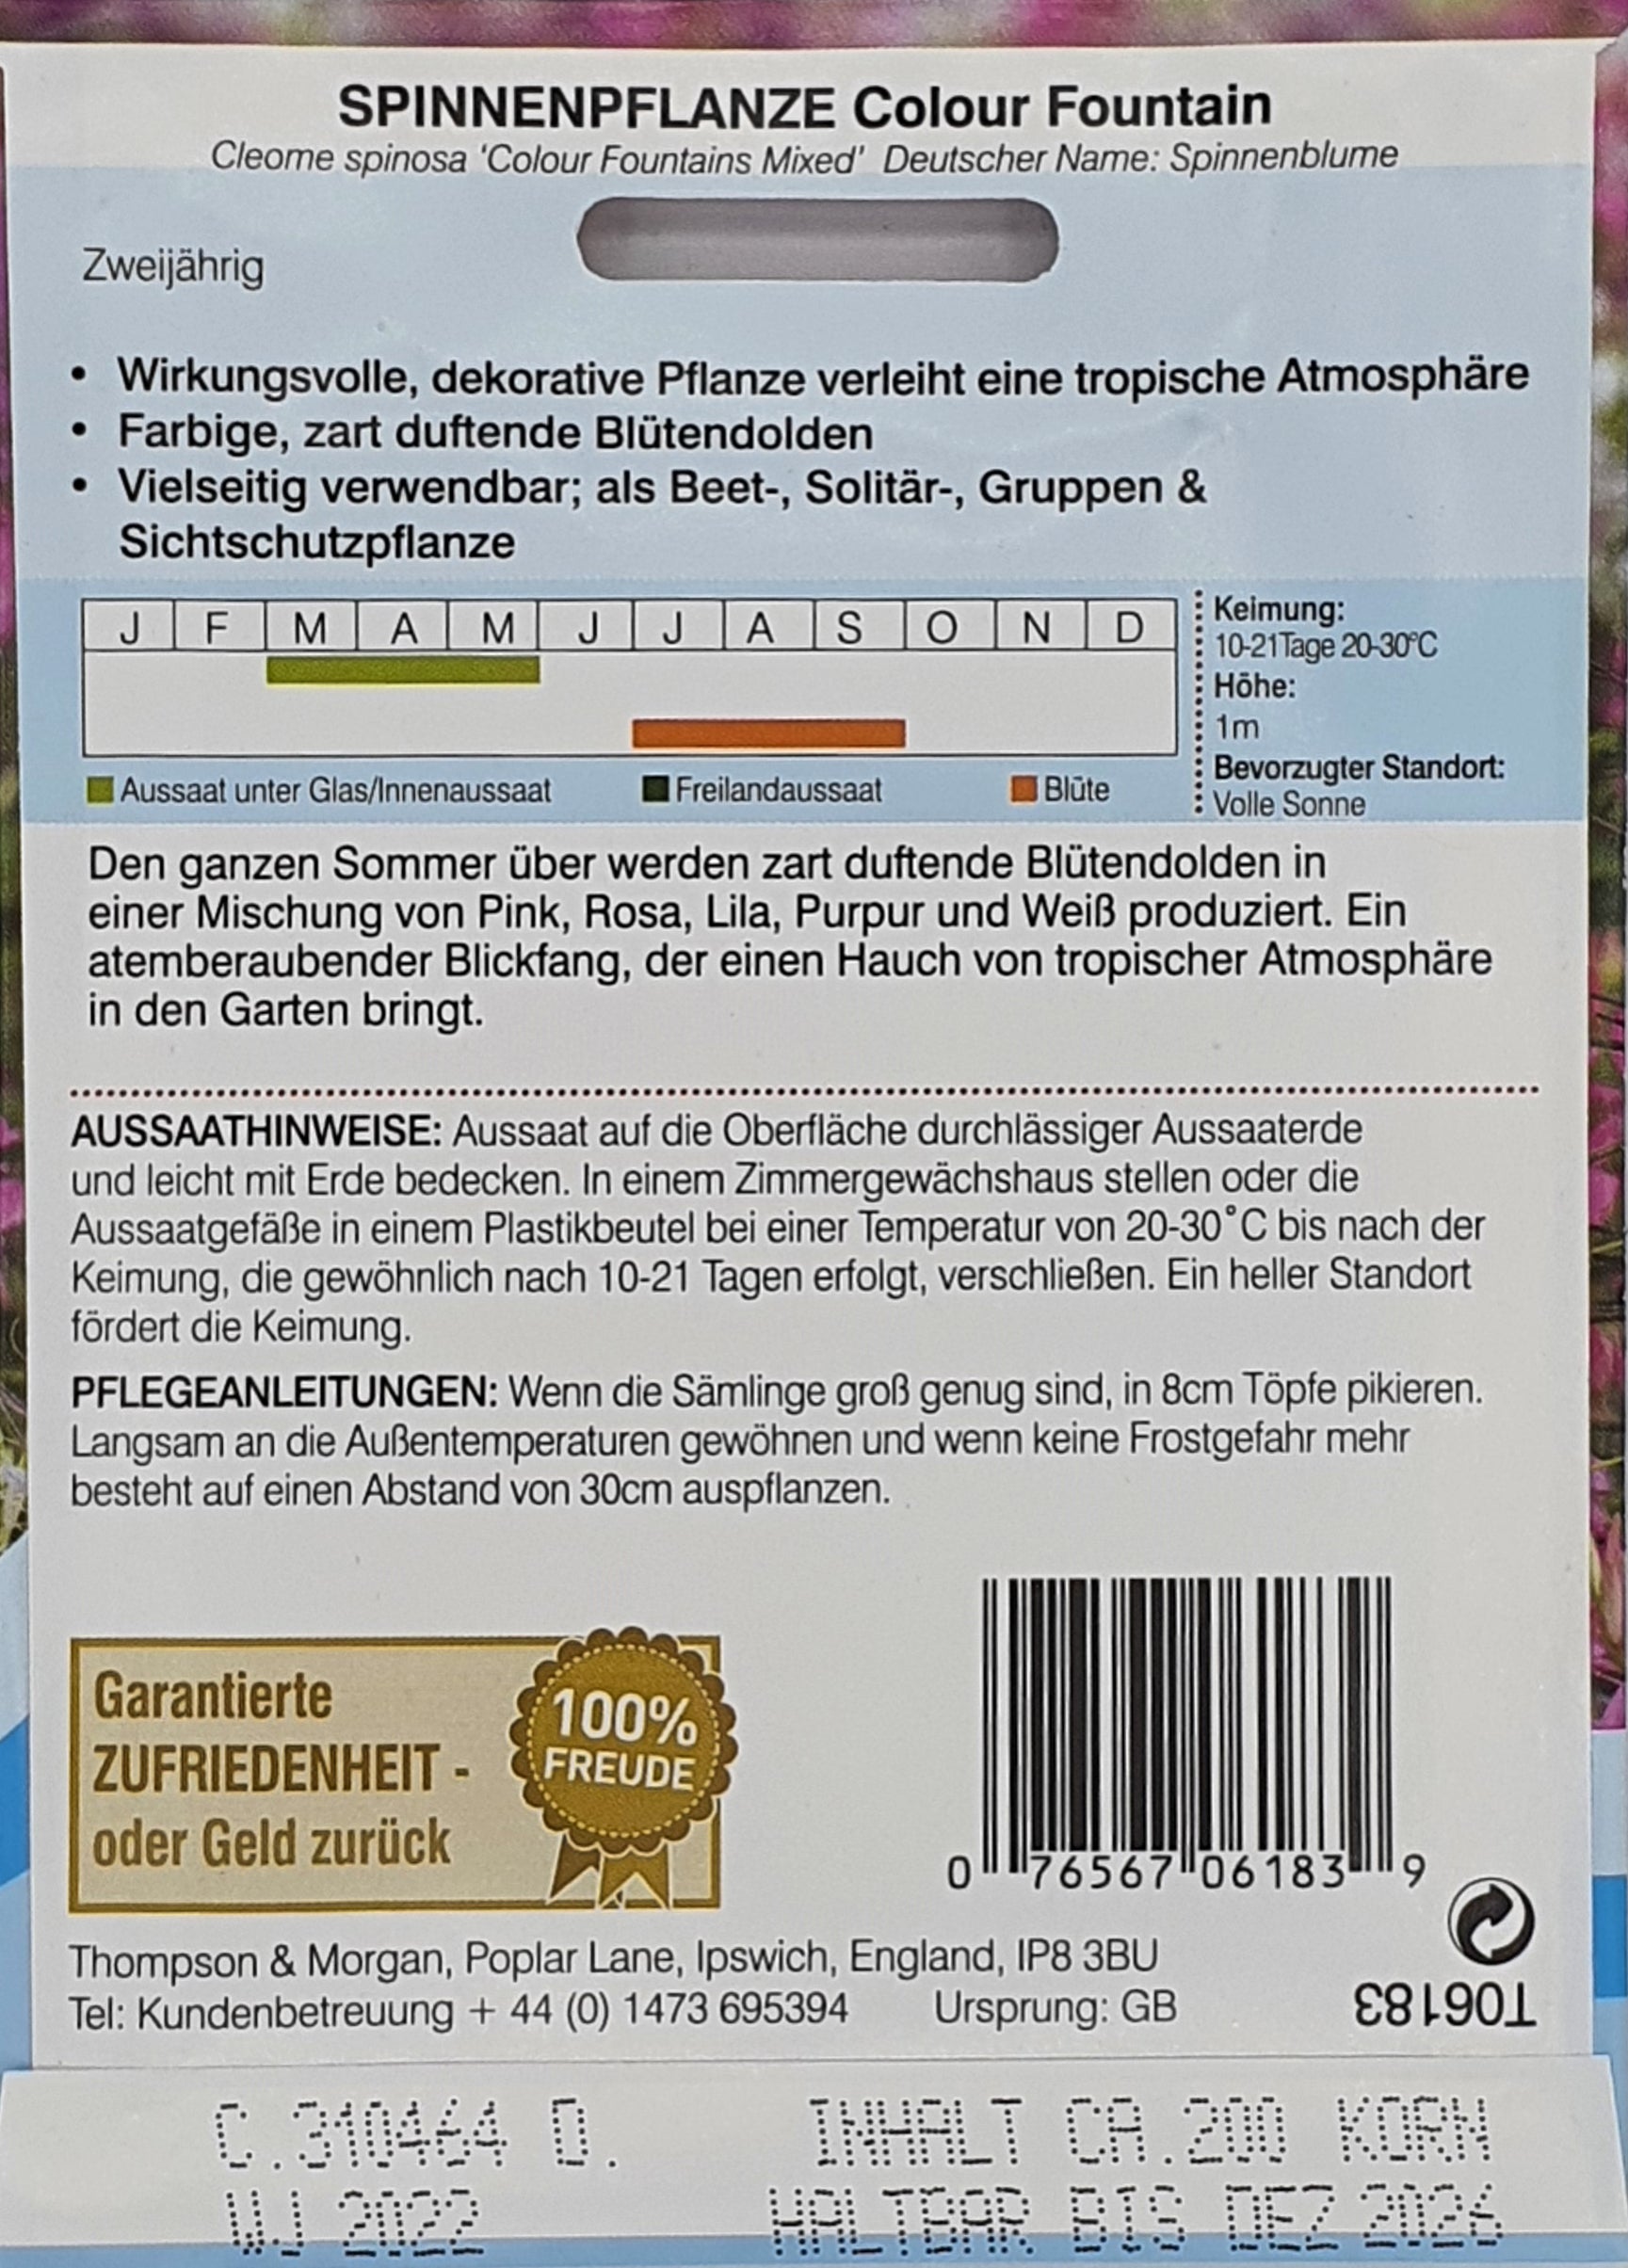 SPINNENPFLANZE Colour Fountain
Cleome spinosa 'Colour Fountains Mixed' Deutscher Name: Spinnenblume
Zweijährig
• Wirkungsvolle, dekorative Pflanze verleiht eine tropische Atmosphäre
• Farbige, zart duftende Blütendolden
• Vielseitig verwendbar; als Beet-, Solitär-, Gruppen &
Sichtschutzpflanze
J F M A M J J A S O N D
Aussaat unter Glas/Innenaussaat Freilandaussaat Blüte
Keimung:
10-21Tage 20-30°C
Höhe:
1m
Bevorzugter Standort:
Volle Sonne
Den ganzen Sommer über werden zart duftende Blütendolden in
einer Mischung von Pink, Rosa, Lila, Purpur und Weiß produziert. Ein
atemberaubender Blickfang, der einen Hauch von tropischer Atmosphäre
in den Garten bringt.
AUSSAATHINWEISE: Aussaat auf die Oberfläche durchlässiger Aussaaterde
und leicht mit Erde bedecken. In einem Zimmergewächshaus stellen oder die
Aussaatgefäße in einem Plastikbeutel bei einer Temperatur von 20-30°C bis nach der
Keimung, die gewöhnlich nach 10-21 Tagen erfolgt, verschließen. Ein heller Standort
fördert die Keimung.
PFLEGEANLEITUNGEN: Wenn die Sämlinge groß genug sind, in 8cm Töpfe pikieren.
Langsam an die Außentemperaturen gewöhnen und wenn keine Frostgefahr mehr
besteht auf einen Abstand von 30cm auspflanzen.
Garantierte
ZUFRIEDENHEIT -
oder Geld zurück
100%
FREUDE
0 76567 06183 9
Thompson & Morgan, Poplar Lane, Ipswich, England, IP8 3BU
Tel: Kundenbetreuung + 44 (0) 1473 695394 Ursprung: GB
T06183
C.310464 D. INHALT CA.200 KORN
WJ 2022 HALTBAR BIS DEZ 2026